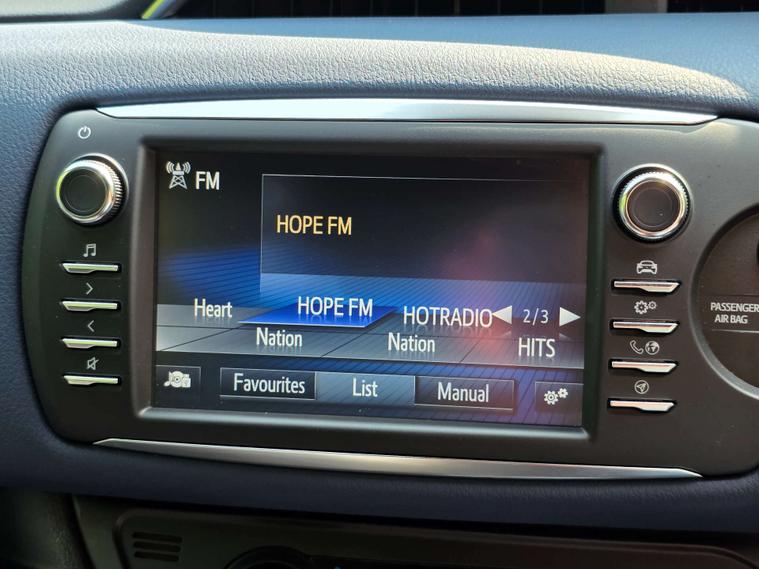 FM
HOPE FM
Heart
HOPE FM
HOTRADIO
2/3
Nation
Nation
HITS
Favourites
List
Manual
PASSENGER
AIR BAG